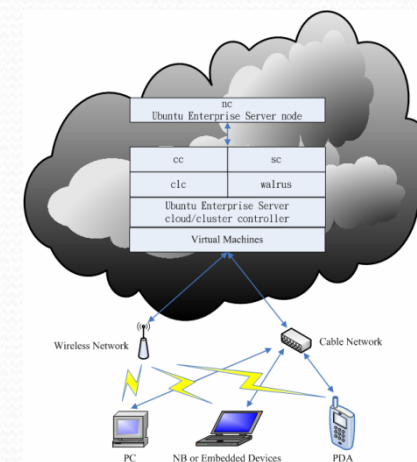 nc
Ubuntu Enterprise Server node
cc sc
clc walrus
Ubuntu Enterprise Server
cloud/cluster controller
Virtual Machines
Wireless Network Cable Network
PC NB or Embedded Devices PDA